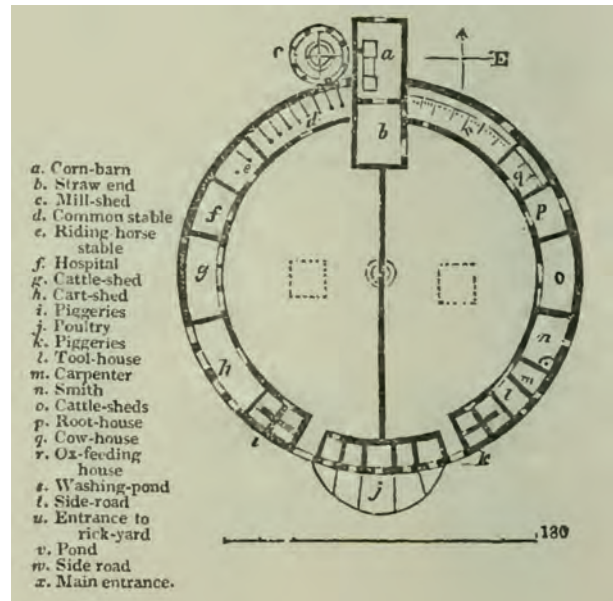 a. Corn-barn
b. Straw end
c. Mill-shed
d. Common stable
e. Riding-horse
stable
f. Hospital
g. Cattle-shed
h. Cart-shed
i. Piggeries
j. Poultry
k. Piggeries
l. Tool-house
m. Carpenter
n. Smith
o. Cattle-sheds
p. Root-house
q. Cow-house
r. Ox-feeding
house
s. Washing-pond
t. Side-road
u. Entrance to
rick-yard
v. Pond
w. Side road
x. Main entrance.
c
a
E
b
d
e
q
f
p
g
o
h
n
m
l
i
k
j
130